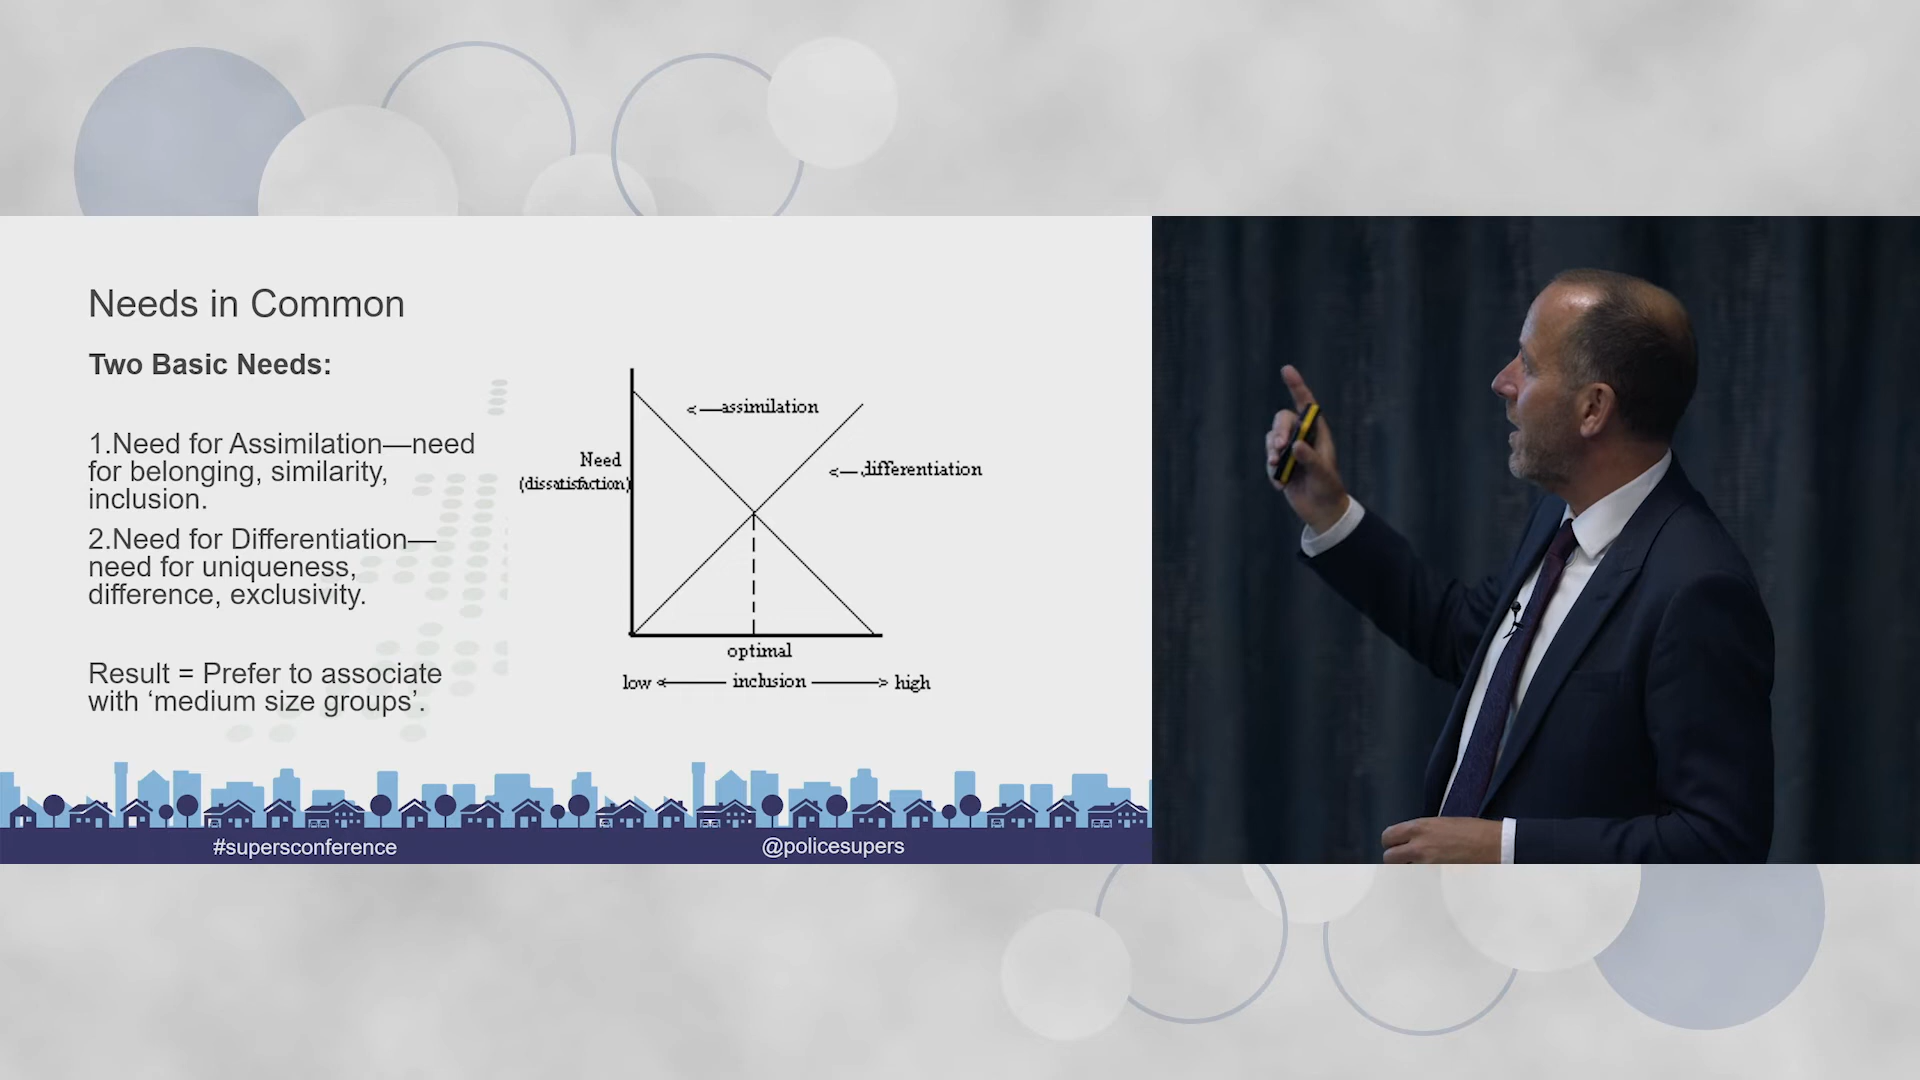 Needs in Common
Two Basic Needs:
1.Need for Assimilation—need
for belonging, similarity,
inclusion.
2.Need for Differentiation—
need for uniqueness,
difference, exclusivity.
Result = Prefer to associate
with ‘medium size groups’.
assimilation
Need
(dissatisfaction)
differentiation
optimal
low inclusion high
#supersconference
@policesupers